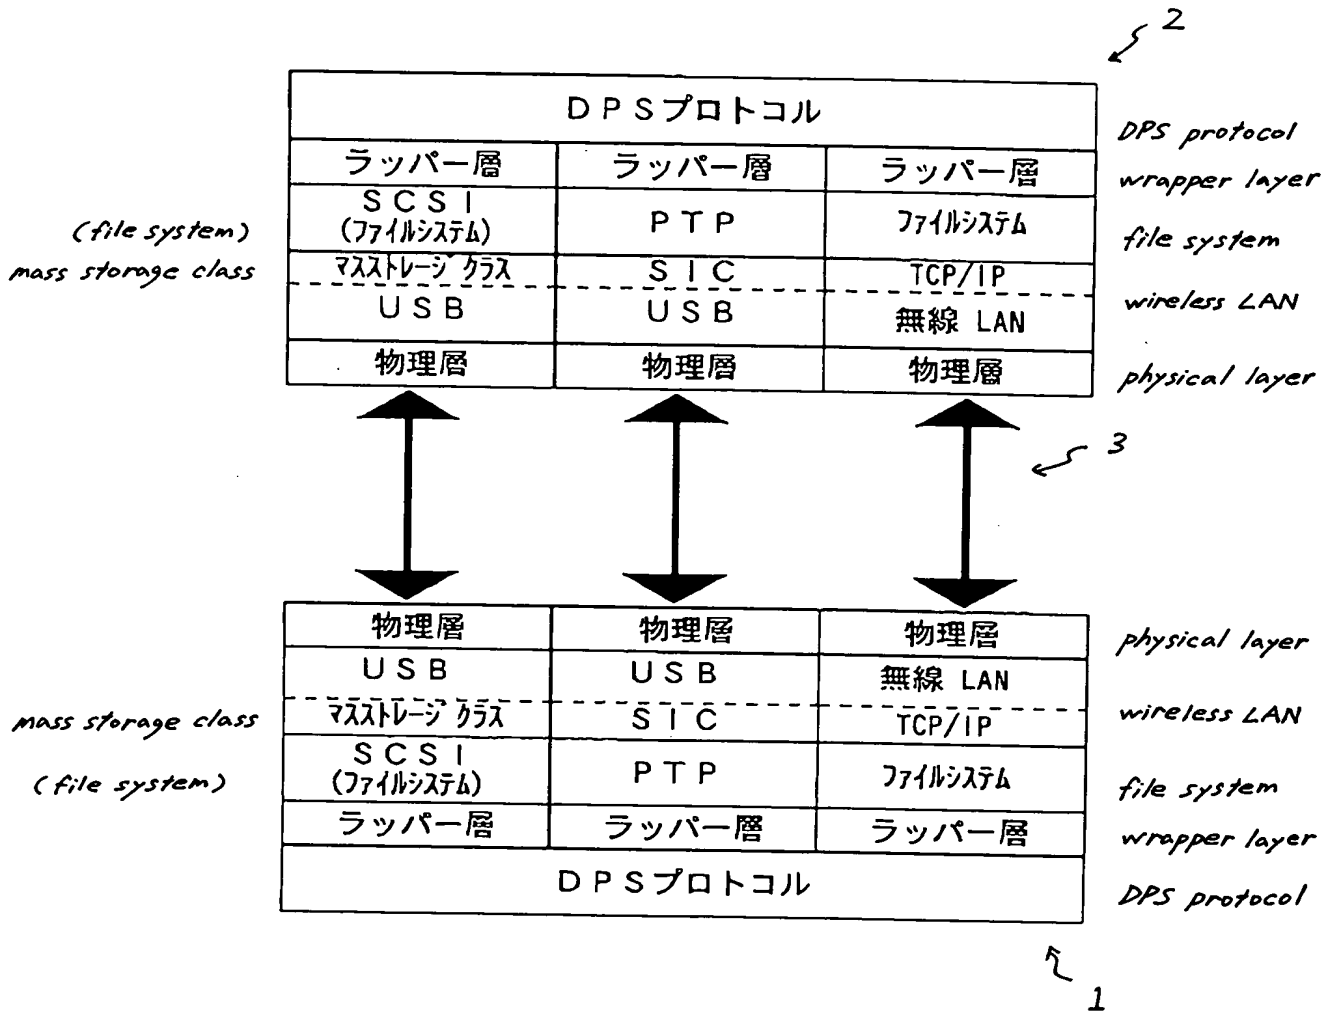 2
DPSプロトコル
DPS protocol
ラッパー層 ラッパー層 ラッパー層
wrapper layer
SCSI
(ファイルシステム)
PTP
ファイルシステム
(file system)
file system
mass storage class
マスストレージクラス SIC TCP/IP
USB USB 無線 LAN
wireless LAN
物理層 物理層 物理層
physical layer
3
物理層 物理層 物理層
physical layer
USB USB 無線 LAN
mass storage class
マスストレージクラス SIC TCP/IP
wireless LAN
SCSI
(ファイルシステム)
PTP
ファイルシステム
(file system)
file system
ラッパー層 ラッパー層 ラッパー層
wrapper layer
DPSプロトコル
DPS protocol
1